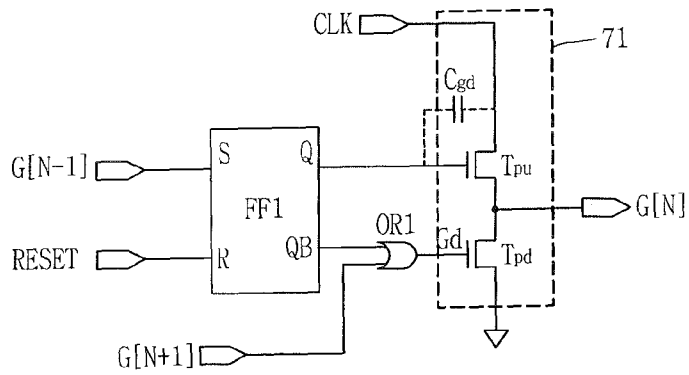 CLK
71
Cgd
G[N-1]
S
Q
Tpu
FF1
G[N]
OR1
RESET
R
QB
Gd
Tpd
G[N+1]